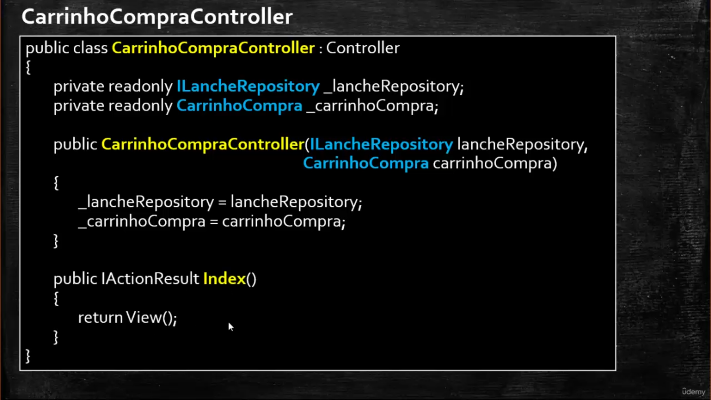 CarrinhoCompraController
public class CarrinhoCompraController : Controller
{
private readonly ILancheRepository _lancheRepository;
private readonly CarrinhoCompra _carrinhoCompra;
public CarrinhoCompraController(ILancheRepository lancheRepository,
CarrinhoCompra carrinhoCompra)
{
_lancheRepository = lancheRepository;
_carrinhoCompra = carrinhoCompra;
}
public IActionResult Index()
{
return View();
}
}
ûdemy